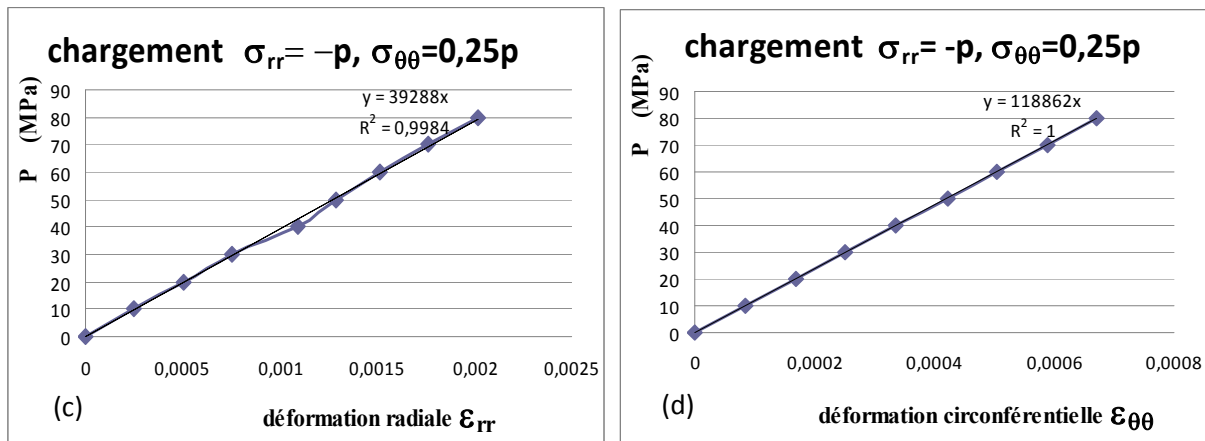 chargement σrr= −p, σθθ=0,25p
P (MPa)
90
80
70
60
50
40
30
20
10
0
y = 39288x
R² = 0,9984
0 0,0005 0,001 0,0015 0,002 0,0025
(c)
déformation radiale εrr
chargement σrr= -p, σθθ=0,25p
P (MPa)
90
80
70
60
50
40
30
20
10
0
y = 118862x
R² = 1
0 0,0002 0,0004 0,0006 0,0008
(d)
déformation circonférentielle εθθ